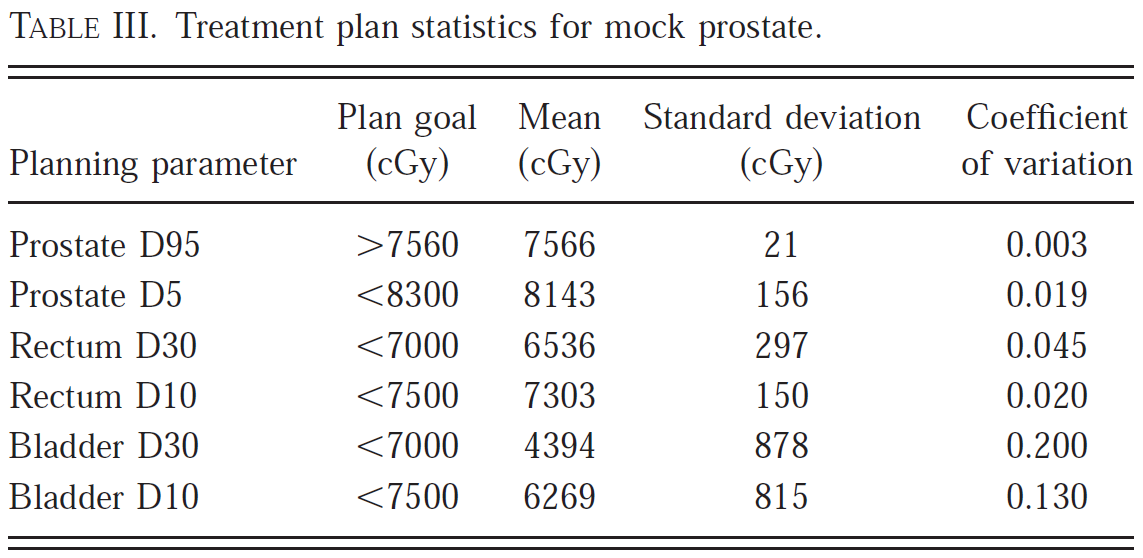 TABLE III. Treatment plan statistics for mock prostate.
Plan goal Mean Standard deviation Coefficient
Planning parameter (cGy) (cGy) (cGy) of variation
Prostate D95 >7560 7566 21 0.003
Prostate D5 <8300 8143 156 0.019
Rectum D30 <7000 6536 297 0.045
Rectum D10 <7500 7303 150 0.020
Bladder D30 <7000 4394 878 0.200
Bladder D10 <7500 6269 815 0.130